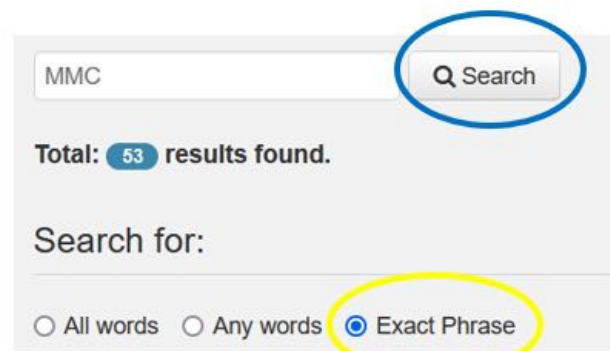 MMC Search
Total: 53 results found.
Search for:
All words Any words Exact Phrase